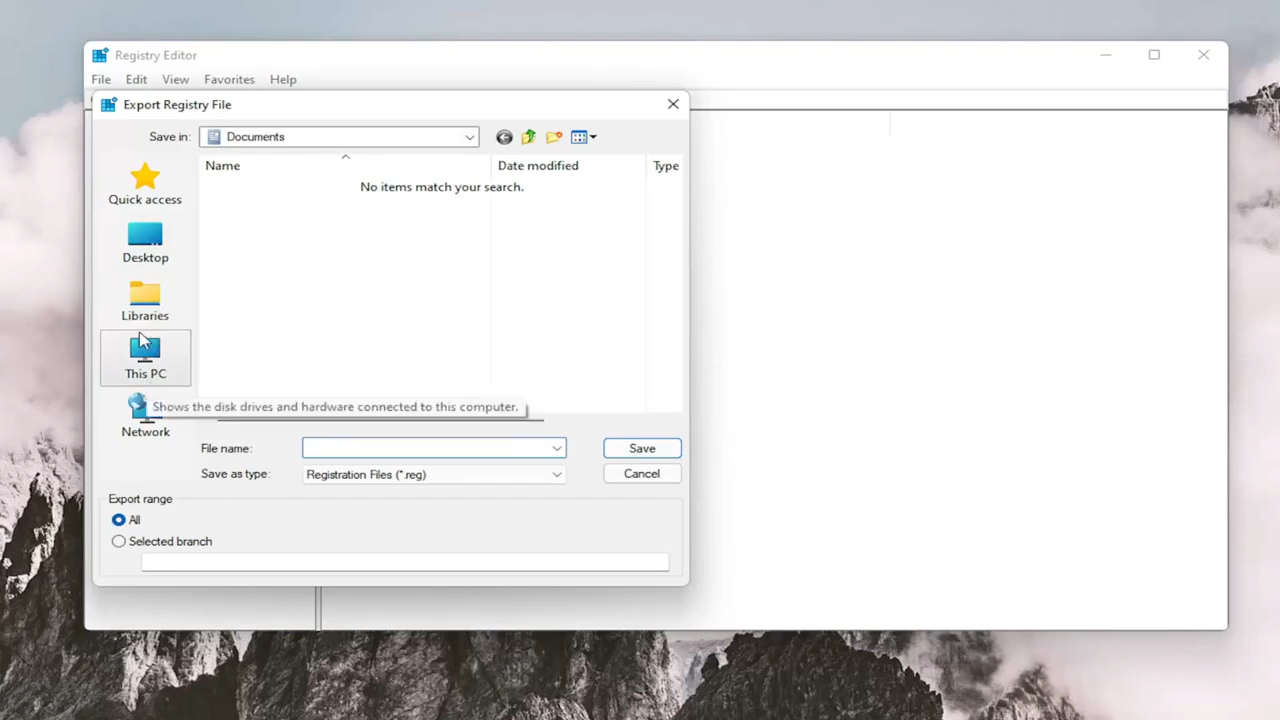 Registry Editor
File Edit View Favorites Help
Export Registry File
Save in: Documents
Name Date modified Type
No items match your search.
Quick access
Desktop
Libraries
This PC
Shows the disk drives and hardware connected to this computer.
Network
File name: Save
Save as type: Registration Files (*.reg) Cancel
Export range
All
Selected branch